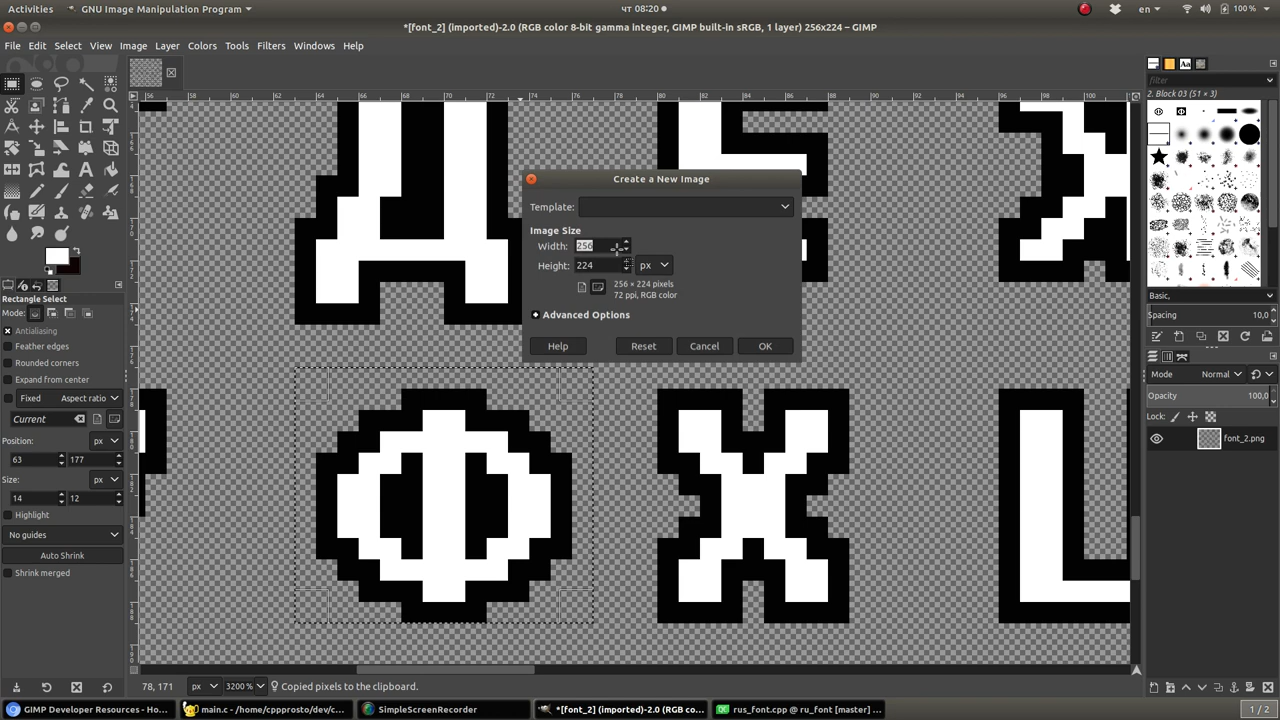 Activities
GNU Image Manipulation Program
чт 08:20
en
100 %
*[font_2] (imported)-2.0 (RGB color 8-bit gamma integer, GIMP built-in sRGB, 1 layer) 256x224 – GIMP
File Edit Select View Image Layer Colors Tools Filters Windows Help
filter
2. Black 03 (51 × 3)
Create a New Image
Template:
Image Size
Width: 256
Height: 224 px
256 × 224 pixels
72 ppi, RGB color
Advanced Options
Help Reset Cancel OK
Rectangle Select
Mode:
Antialiasing
Feather edges
Rounded corners
Expand from center
Fixed Aspect ratio
Current
Position: px
63 177
Size: px
14 12
Highlight
No guides
Auto Shrink
Shrink merged
Basic,
Spacing 10,0
Mode Normal
Opacity 100,0
Lock:
font_2.png
Д
Ф Х
78, 171 px 3200 % Copied pixels to the clipboard.
GIMP Developer Resources - Ho...
main.c - /home/cppprosto/dev/c...
SimpleScreenRecorder
*[font_2] (imported)-2.0 (RGB co...
rus_font.cpp @ ru_font [master] ...
1 / 2